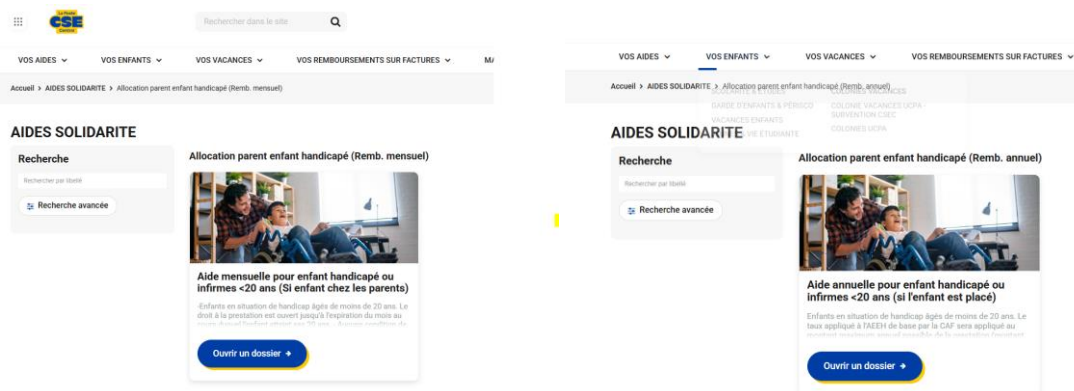 La Poste
CSE
Central
Rechercher dans le site
VOS AIDES
VOS ENFANTS
VOS VACANCES
VOS REMBOURSEMENTS SUR FACTURES
Accueil > AIDES SOLIDARITE > Allocation parent enfant handicapé (Remb. mensuel)
AIDES SOLIDARITE
Recherche
Rechercher par libellé
Recherche avancée
Allocation parent enfant handicapé (Remb. mensuel)
Aide mensuelle pour enfant handicapé ou
infirmes <20 ans (Si enfant chez les parents)
-Enfants en situation de handicap âgés de moins de 20 ans. Le
droit à la prestation est ouvert jusqu'à l'expiration du mois au
Ouvrir un dossier →
VOS AIDES
VOS ENFANTS
VOS VACANCES
VOS REMBOURSEMENTS SUR FACTURES
Accueil > AIDES SOLIDARITE > Allocation parent enfant handicapé (Remb. annuel)
SCOLARITE & ETUDES
COLONIES VACANCES
GARDE D'ENFANTS & PÉRISCO
COLONIE VACANCES UCPA
SUBVENTION CSEC
VACANCES ENFANTS
VIE ETUDIANTE
COLONIES UCPA
AIDES SOLIDARITE
Recherche
Rechercher par libellé
Recherche avancée
Allocation parent enfant handicapé (Remb. annuel)
Aide annuelle pour enfant handicapé ou
infirmes <20 ans (si l'enfant est placé)
Enfants en situation de handicap âgés de moins de 20 ans. Le
taux appliqué à l'AEEH de base par la CAF sera appliqué au
Ouvrir un dossier →